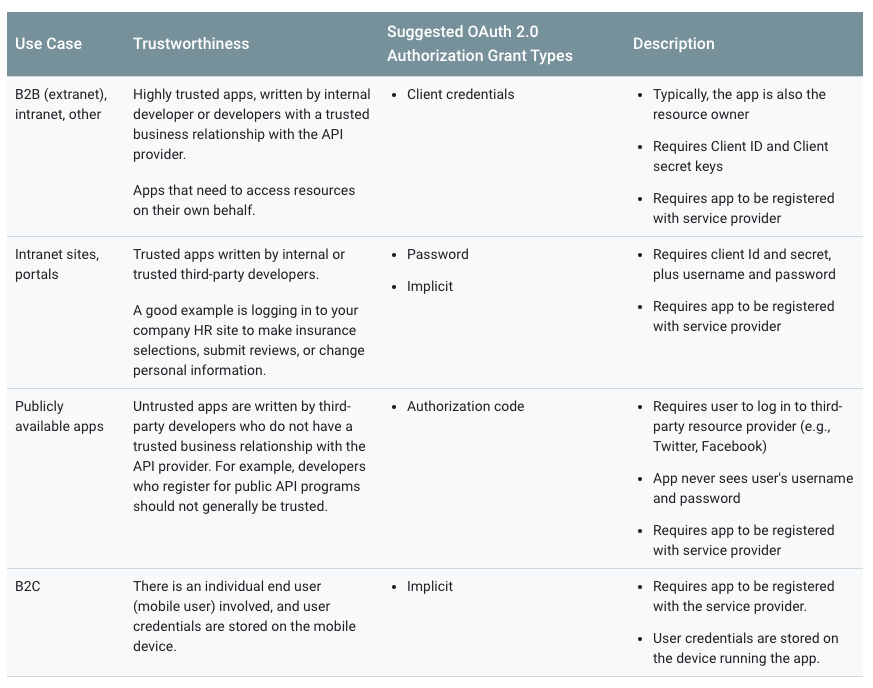 Use Case
Trustworthiness
Suggested OAuth 2.0
Authorization Grant Types
Description
B2B (extranet),
intranet, other
Highly trusted apps, written by internal
developer or developers with a trusted
business relationship with the API
provider.
Apps that need to access resources
on their own behalf.
• Client credentials
• Typically, the app is also the
resource owner
• Requires Client ID and Client
secret keys
• Requires app to be registered
with service provider
Intranet sites,
portals
Trusted apps written by internal or
trusted third-party developers.
A good example is logging in to your
company HR site to make insurance
selections, submit reviews, or change
personal information.
• Password
• Implicit
• Requires client Id and secret,
plus username and password
• Requires app to be registered
with service provider
Publicly
available apps
Untrusted apps are written by third-
party developers who do not have a
trusted business relationship with the
API provider. For example, developers
who register for public API programs
should not generally be trusted.
• Authorization code
• Requires user to log in to third-
party resource provider (e.g.,
Twitter, Facebook)
• App never sees user's username
and password
• Requires app to be registered
with service provider
B2C
There is an individual end user
(mobile user) involved, and user
credentials are stored on the mobile
device.
• Implicit
• Requires app to be registered
with the service provider.
• User credentials are stored on
the device running the app.